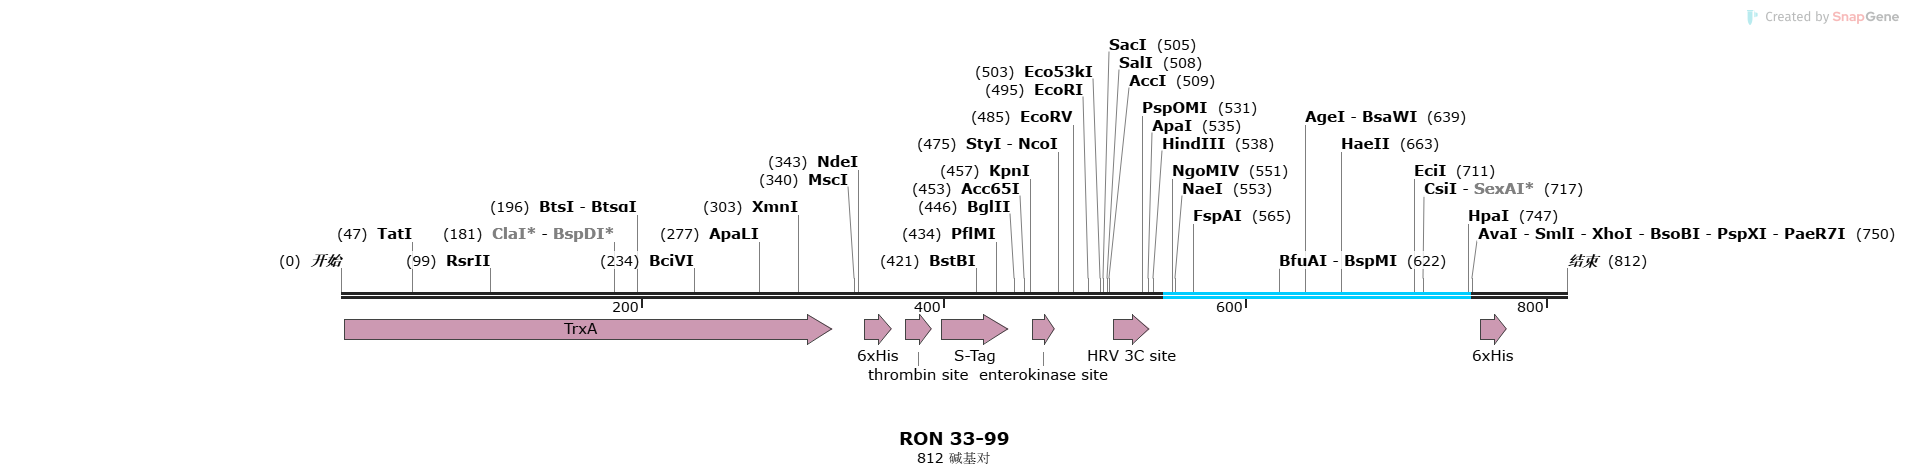 Created by SnapGene
SacI (505)
SalI (508)
(503) Eco53kI
AccI (509)
(495) EcoRI
PspOMI (531)
(485) EcoRV
AgeI - BsaWI (639)
ApaI (535)
(475) StyI - NcoI
HindIII (538)
HaeII (663)
(343) NdeI
(457) KpnI
NgoMIV (551)
EciI (711)
(340) MscI
(453) Acc65I
NaeI (553)
CsiI - SexAI* (717)
(196) BtsI - BtsαI
(303) XmnI
(446) BglII
FspAI (565)
HpaI (747)
(47) TatI
(181) ClaI* - BspDI*
(277) ApaLI
(434) PflMI
AvaI - SmlI - XhoI - BsoBI - PspXI - PaeR7I (750)
(0) 开始
(99) RsrII
(234) BciVI
(421) BstBI
BfuAI - BspMI (622)
结束 (812)
200
400
600
800
TrxA
6xHis
S-Tag
HRV 3C site
6xHis
thrombin site
enterokinase site
RON 33-99
812 碱基对